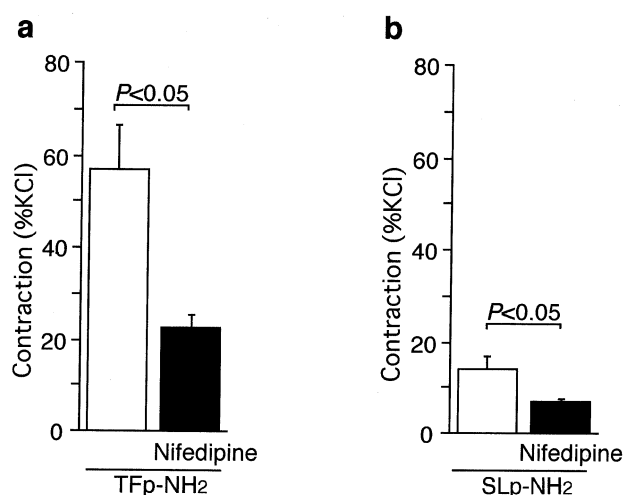 a
80
60
40
20
0
Contraction (%KCl)
P<0.05
Nifedipine
TFp-NH2
b
80
60
40
20
0
Contraction (%KCl)
P<0.05
Nifedipine
SLp-NH2